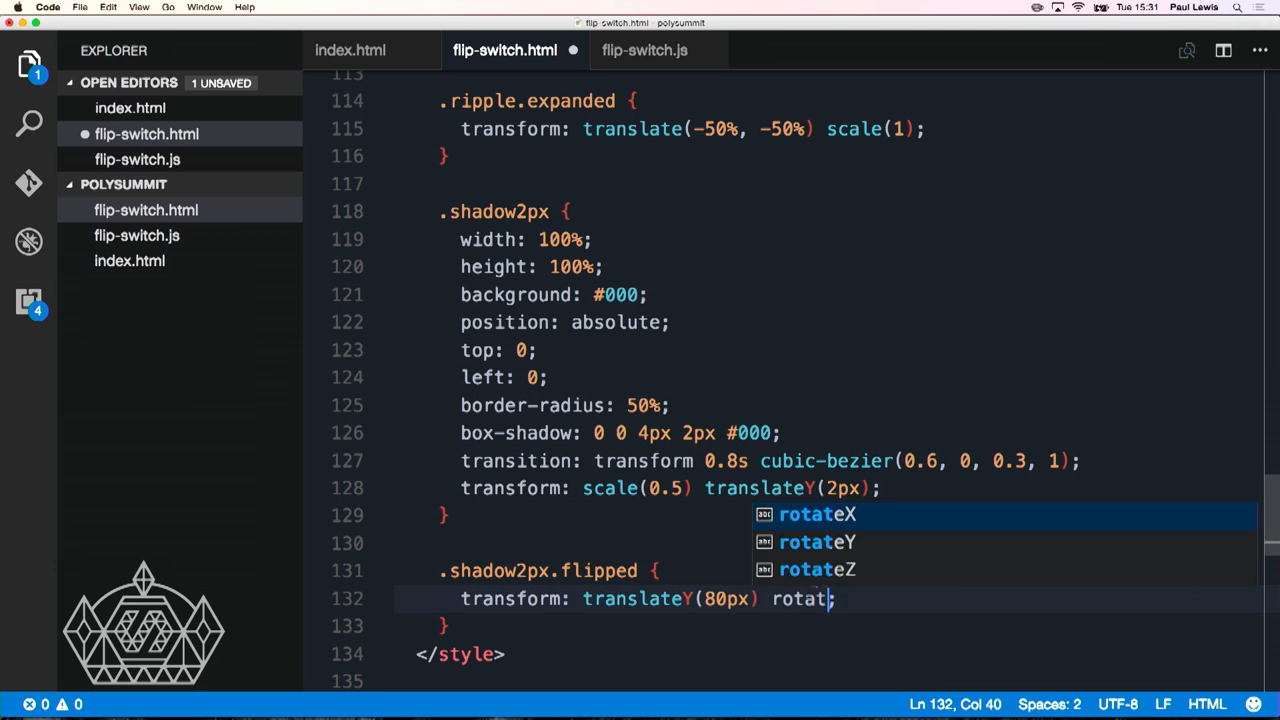 Code File Edit View Go Window Help Tue 15:31 Paul Lewis
flip-switch.html — polysummit
EXPLORER
OPEN EDITORS 1 UNSAVED
index.html
flip-switch.html
flip-switch.js
POLYSUMMIT
flip-switch.html
flip-switch.js
index.html
1
4
index.html flip-switch.html flip-switch.js
113
114 .ripple.expanded {
115 transform: translate(-50%, -50%) scale(1);
116 }
117
118 .shadow2px {
119 width: 100%;
120 height: 100%;
121 background: #000;
122 position: absolute;
123 top: 0;
124 left: 0;
125 border-radius: 50%;
126 box-shadow: 0 0 4px 2px #000;
127 transition: transform 0.8s cubic-bezier(0.6, 0, 0.3, 1);
128 transform: scale(0.5) translateY(2px);
129 }
130
131 .shadow2px.flipped {
132 transform: translateY(80px) rotat;
133 }
134 </style>
135
abc rotateX
abc rotateY
abc rotateZ
0 0 Ln 132, Col 40 Spaces: 2 UTF-8 LF HTML